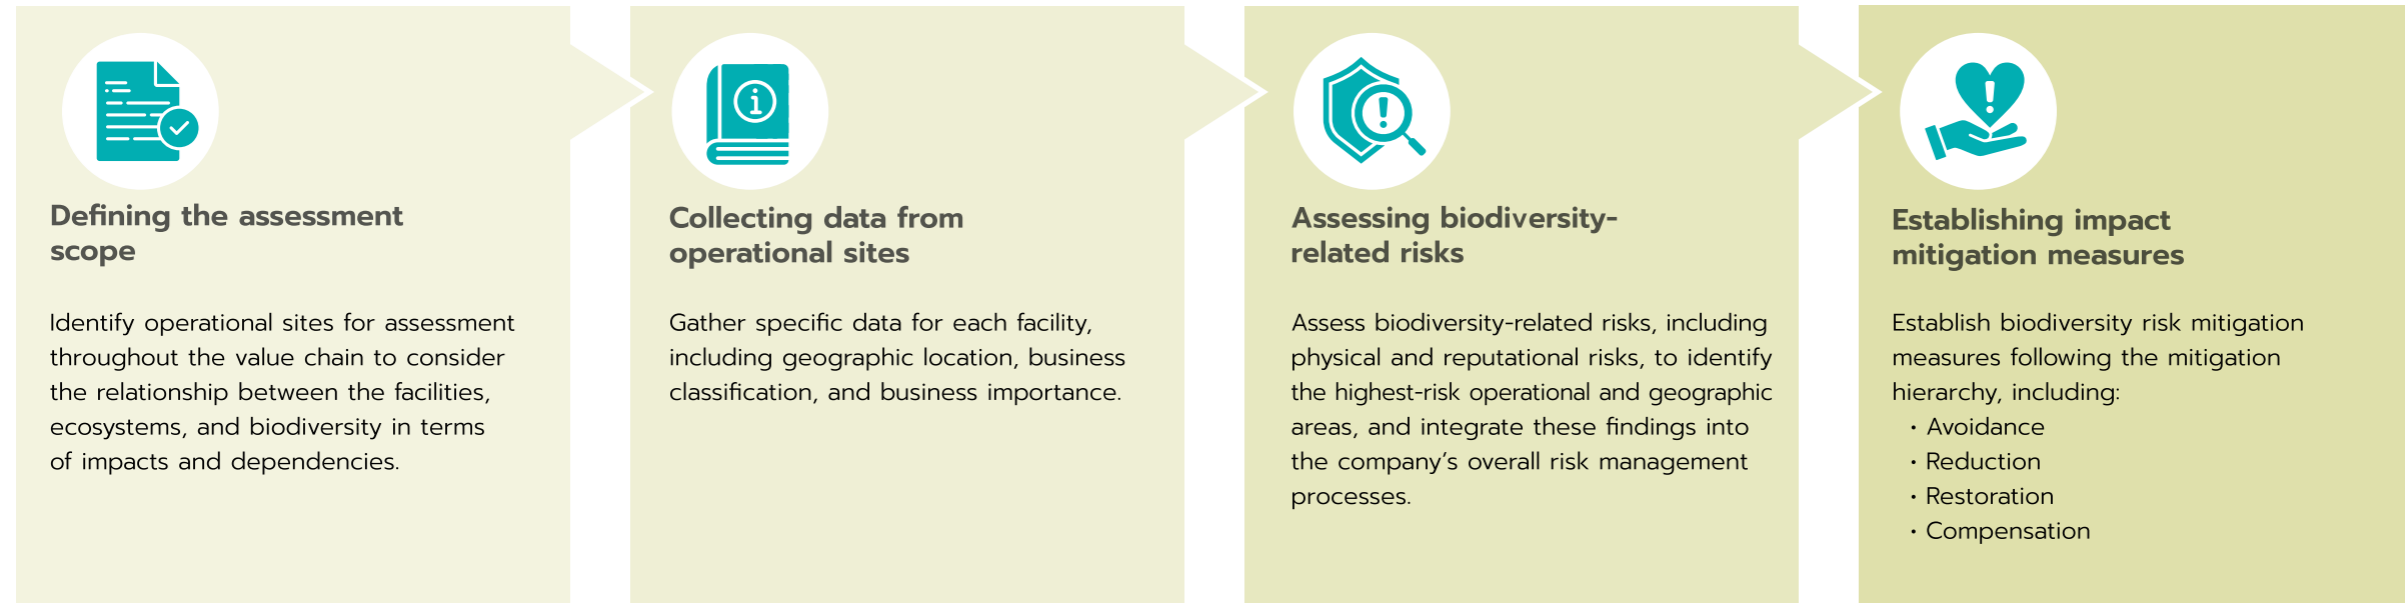 Defining the assessment
scope
Identify operational sites for assessment
throughout the value chain to consider
the relationship between the facilities,
ecosystems, and biodiversity in terms
of impacts and dependencies.
Collecting data from
operational sites
Gather specific data for each facility,
including geographic location, business
classification, and business importance.
Assessing biodiversity-
related risks
Assess biodiversity-related risks, including
physical and reputational risks, to identify
the highest-risk operational and geographic
areas, and integrate these findings into
the company’s overall risk management
processes.
Establishing impact
mitigation measures
Establish biodiversity risk mitigation
measures following the mitigation
hierarchy, including:
• Avoidance
• Reduction
• Restoration
• Compensation